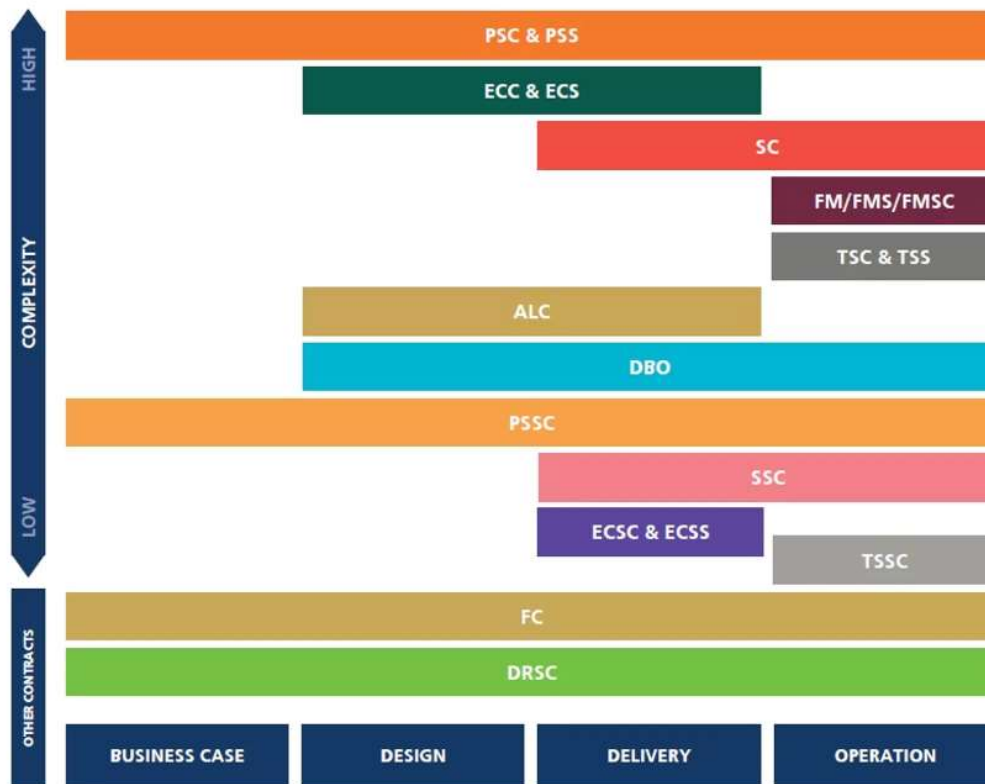 HIGH
COMPLEXITY
LOW
OTHER CONTRACTS
PSC & PSS
ECC & ECS
SC
FM/FMS/FMSC
TSC & TSS
ALC
DBO
PSSC
SSC
ECSC & ECSS
TSSC
FC
DRSC
BUSINESS CASE
DESIGN
DELIVERY
OPERATION